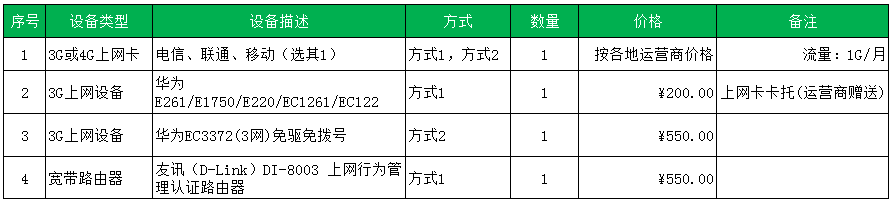 序号 设备类型 设备描述 方式 数量 价格 备注
1 3G或4G上网卡 电信、联通、移动（选其1） 方式1，方式2 1 按各地运营商价格 流量：1G/月
2 3G上网设备 华为
E261/E1750/E220/EC1261/EC122 方式1 1 ¥200.00 上网卡卡托(运营商赠送)
3 3G上网设备 华为EC3372(3网)免驱免拨号 方式2 1 ¥550.00
4 宽带路由器 友讯（D-Link）DI-8003 上网行为管
理认证路由器 方式1 1 ¥550.00